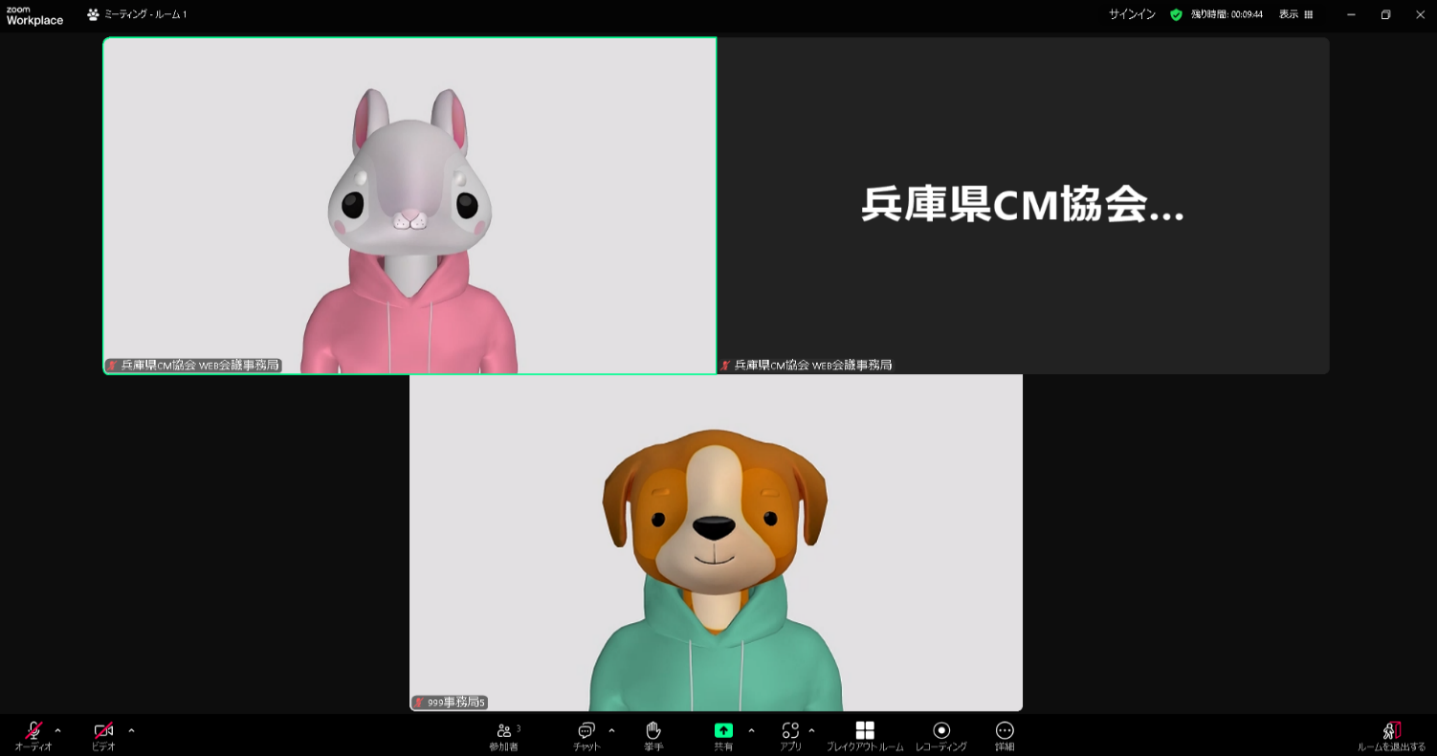 zoom
Workplace
ミーティング - ルーム 1
サインイン
残り時間: 00:09:44
表示
兵庫県CM協会...
兵庫県CM協会 WEB会議事務局
兵庫県CM協会 WEB会議事務局
999事務局5
オーディオ
ビデオ
参加者
3
チャット
挙手
共有
アプリ
ブレイクアウト ルーム
レコーディング
詳細
ルームを退出する